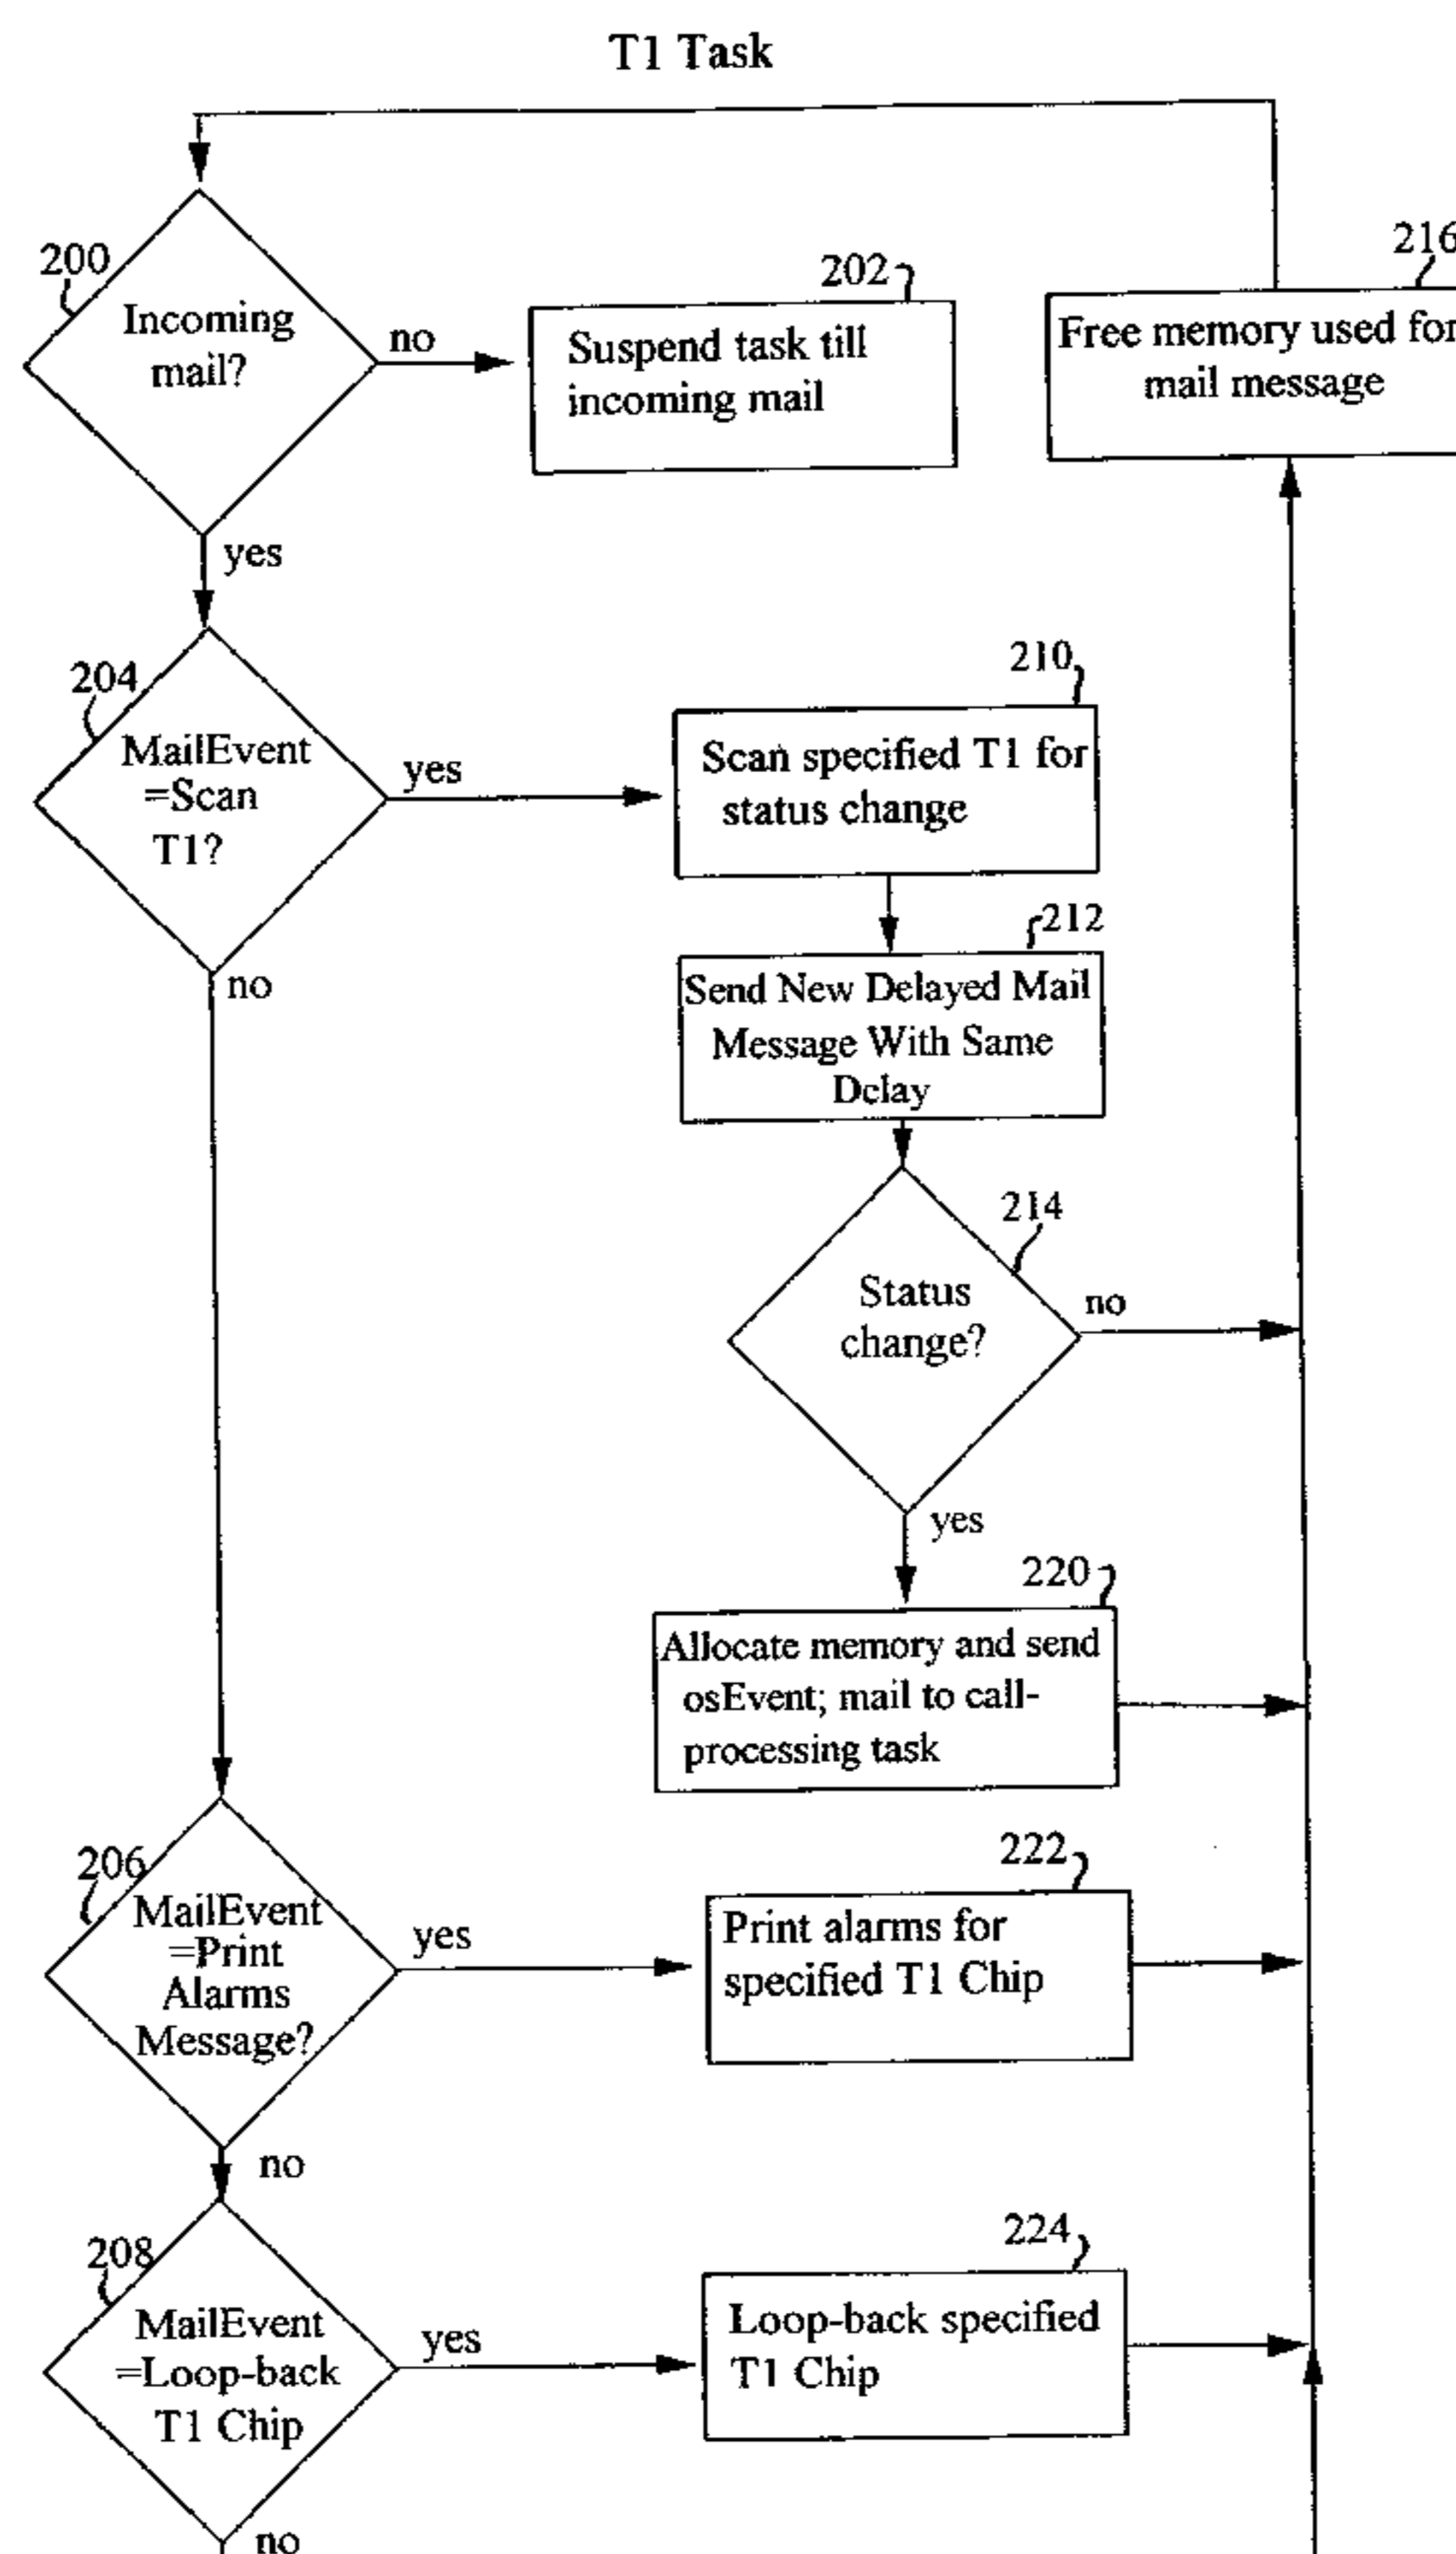 T1 Task
200
Incoming
mail?
no
yes
202
Suspend task till
incoming mail
216
Free memory used for
mail message
204
MailEvent
=Scan
T1?
yes
no
210
Scan specified T1 for
status change
212
Send New Delayed Mail
Message With Same
Delay
214
Status
change?
no
yes
220
Allocate memory and send
osEvent; mail to call-
processing task
206
MailEvent
=Print
Alarms
Message?
yes
no
222
Print alarms for
specified T1 Chip
208
MailEvent
=Loop-back
T1 Chip
yes
no
224
Loop-back specified
T1 Chip